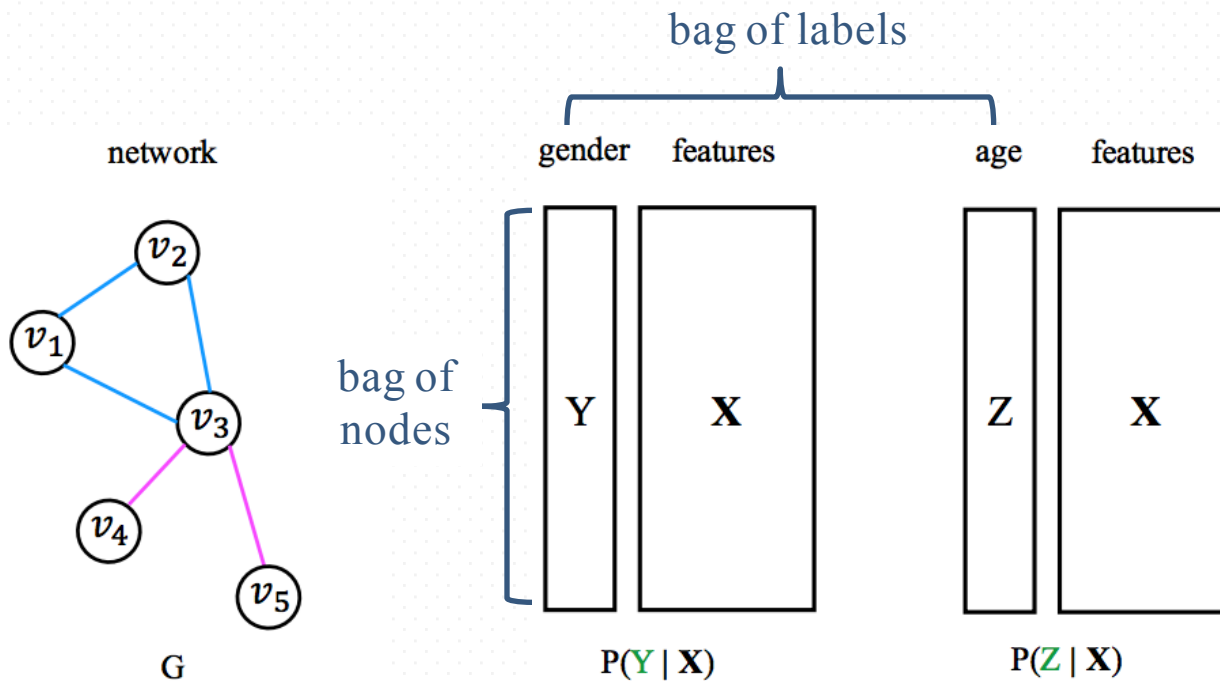 bag of labels
network
gender features
age features
v₂
v₁
v₃
v₄
v₅
bag of
nodes
Y
X
Z
X
G
P(Y | X)
P(Z | X)